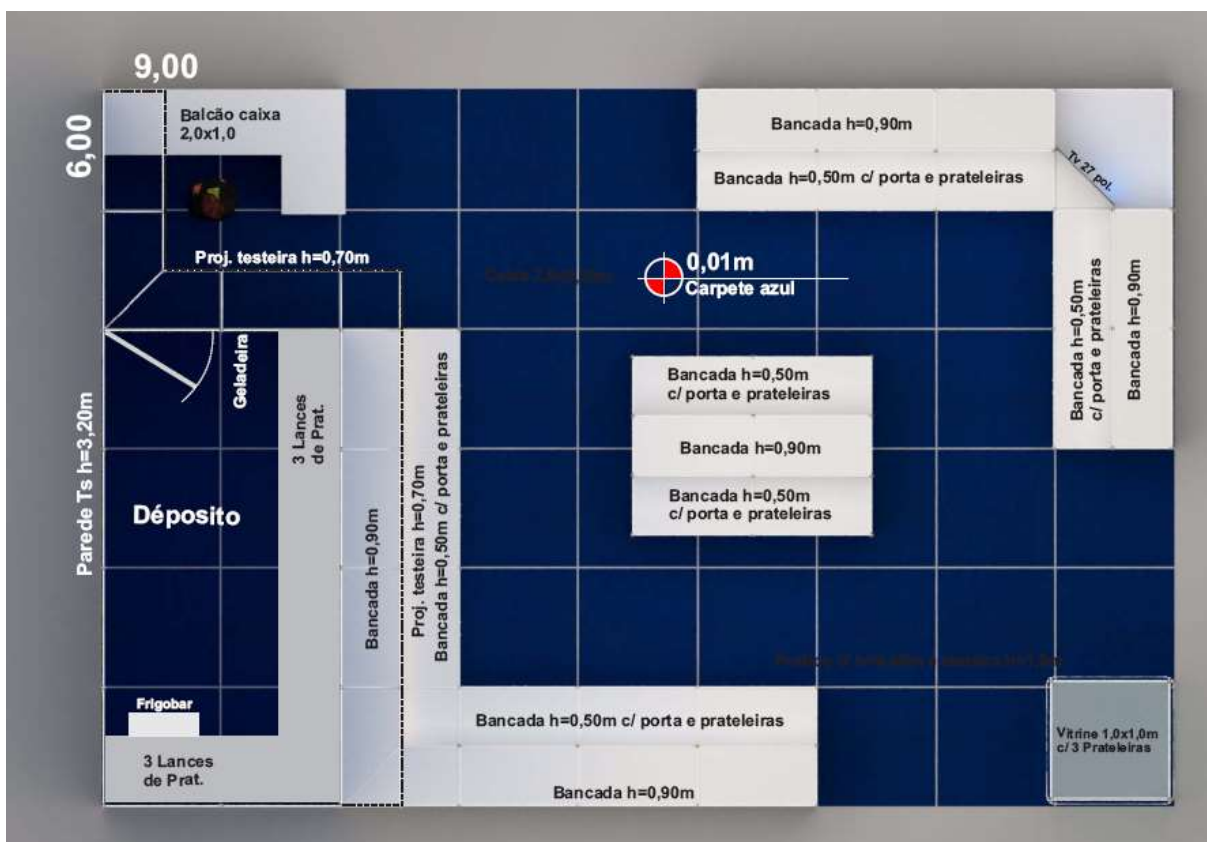 9,00
6,00
Balcão caixa
2,0x1,0
Bancada h=0,90m
Bancada h=0,50m c/ porta e prateleiras
Tv 27 pol.
Proj. testeira h=0,70m
0,01m
Carpete azul
Bancada h=0,50m
c/ porta e prateleiras
Bancada h=0,90m
Geladeira
3 Lances
de Prat.
Parede Ts h=3,20m
Déposito
Bancada h=0,90m
Proj. testeira h=0,70m
Bancada h=0,50m c/ porta e prateleiras
Bancada h=0,50m
c/ porta e prateleiras
Bancada h=0,90m
Bancada h=0,50m
c/ porta e prateleiras
Frigobar
3 Lances
de Prat.
Bancada h=0,50m c/ porta e prateleiras
Bancada h=0,90m
Vitrine 1,0x1,0m
c/ 3 Prateleiras